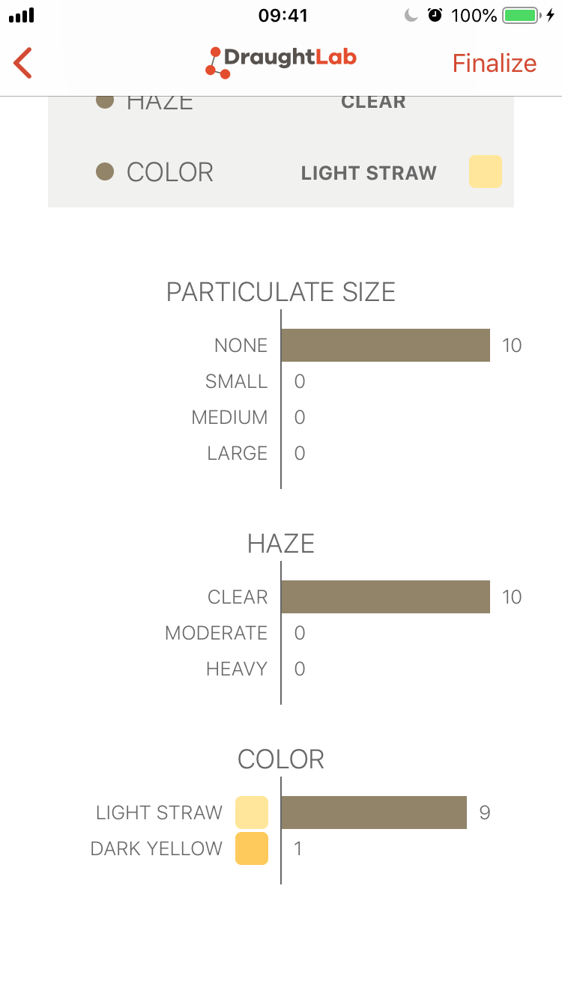 09:41 100%
DraughtLab Finalize
HAZE CLEAR
COLOR LIGHT STRAW
PARTICULATE SIZE
NONE 10
SMALL 0
MEDIUM 0
LARGE 0
HAZE
CLEAR 10
MODERATE 0
HEAVY 0
COLOR
LIGHT STRAW 9
DARK YELLOW 1